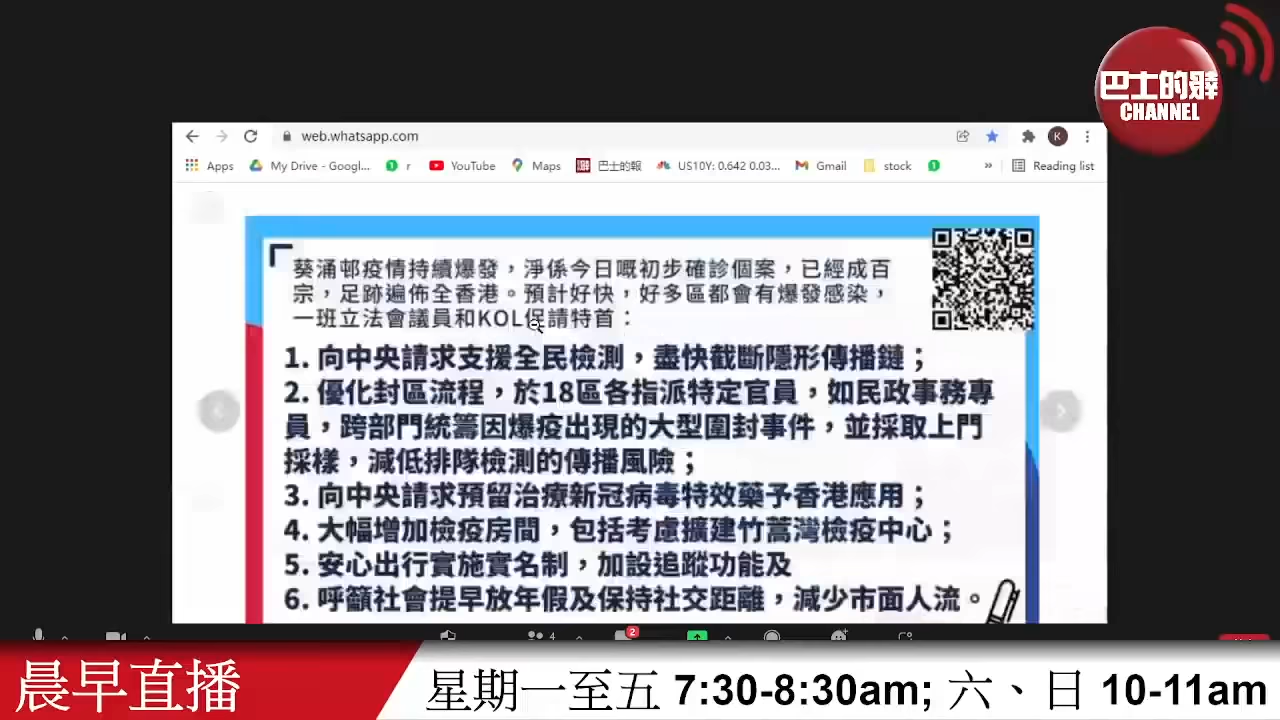 巴士的報
CHANNEL
web.whatsapp.com
K
Apps
My Drive - Googl...
r
YouTube
Maps
巴士的報
US10Y: 0.642 0.03...
Gmail
stock
»
Reading list
葵涌邨疫情持續爆發，淨係今日嘅初步確診個案，已經成百
宗，足跡遍佈全香港。預計好快，好多區都會有爆發感染，
一班立法會議員和KOL促請特首：
1. 向中央請求支援全民檢測，盡快截斷隱形傳播鏈；
2. 優化封區流程，於18區各指派特定官員，如民政事務專
員，跨部門統籌因爆疫出現的大型圍封事件，並採取上門
採樣，減低排隊檢測的傳播風險；
3. 向中央請求預留治療新冠病毒特效藥予香港應用；
4. 大幅增加檢疫房間，包括考慮擴建竹蒿灣檢疫中心；
5. 安心出行實施實名制，加設追蹤功能及
6. 呼籲社會提早放年假及保持社交距離，減少市面人流。
4
2
晨早直播
星期一至五 7:30-8:30am; 六、日 10-11am